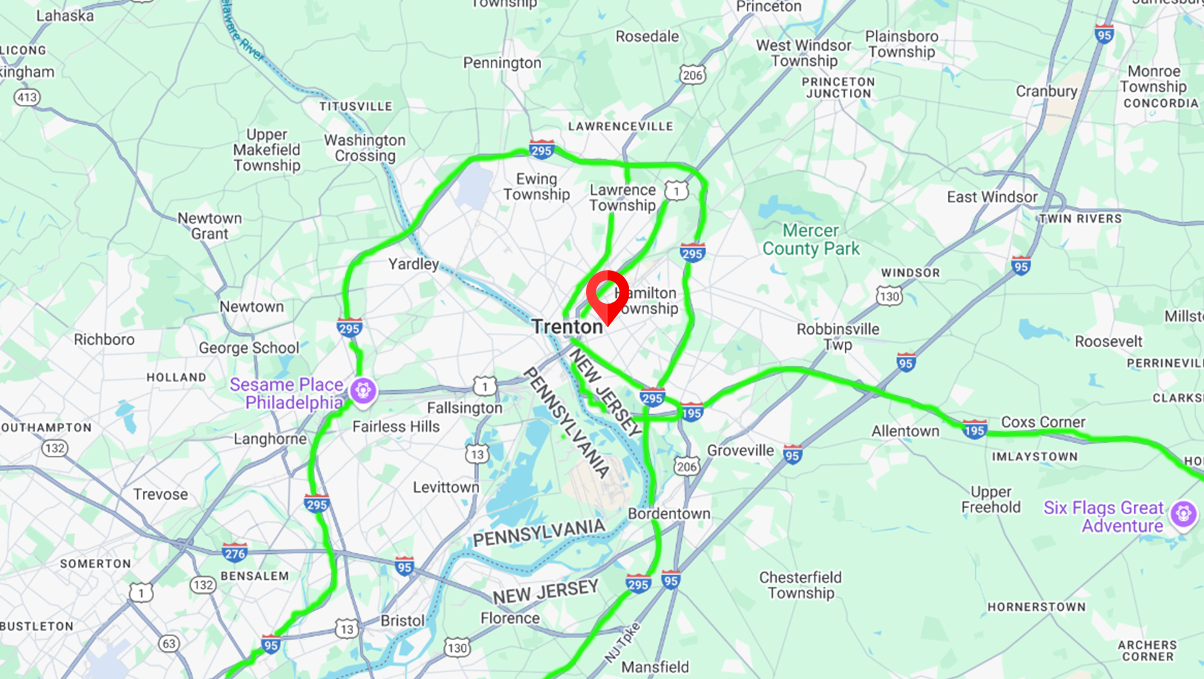 Township
Princeton
Jamesburg
Lahaska
Delaware River
Rosedale
West Windsor
Township
Plainsboro
Township
95
LICONG
Pennington
206
PRINCETON
JUNCTION
Monroe
Township
kingham
413
Cranbury
CONCORDIA
TITUSVILLE
LAWRENCEVILLE
Upper
Makefield
Township
Washington
Crossing
295
Ewing
Township
Lawrence
Township
1
East Windsor
Newtown
Grant
TWIN RIVERS
Mercer
County Park
295
Yardley
95
WINDSOR
Hamilton
Township
130
Newtown
Trenton
295
Robbinsville
Twp
Millst
Richboro
George School
Roosevelt
PERRINEVIL
95
HOLLAND
Sesame Place
Philadelphia
1
NEW JERSEY
PENNSYLVANIA
295
195
CLARKS
Fallsington
OUTHAMPTON
Fairless Hills
Coxs Corner
195
Allentown
132
Langhorne
13
Groveville
95
IMLAYSTOWN
HO
206
Levittown
Trevose
295
Upper
Freehold
Bordentown
Six Flags Great
Adventure
PENNSYLVANIA
276
SOMERTON
95
BENSALEM
295
95
Chesterfield
Township
132
1
NEW JERSEY
HORNERSTOWN
Florence
Bristol
BUSTLETON
13
63
95
130
NJ Tpke
ARCHERS
CORNER
Mansfield